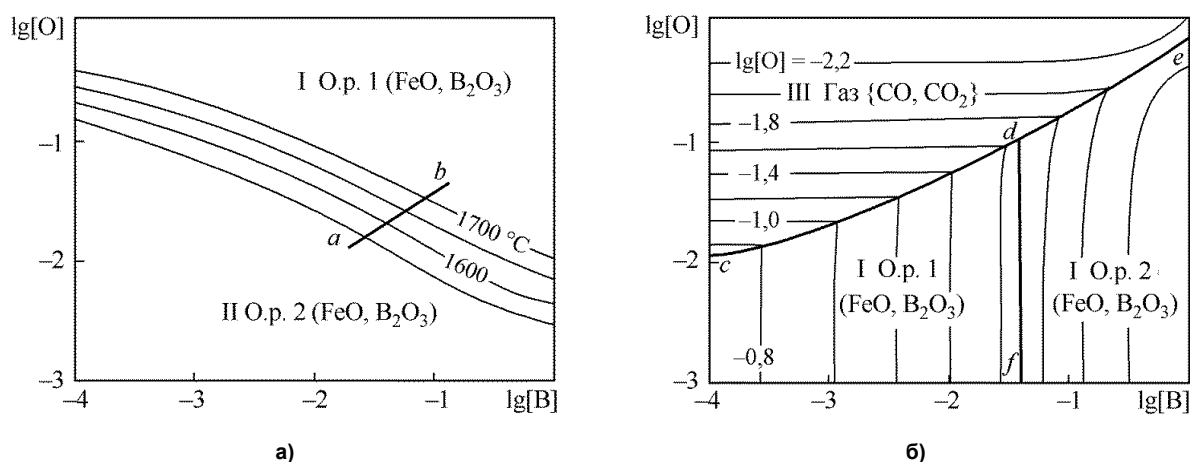 lg[O]
I О.р. 1 (FeO, B₂O₃)
–1
b
1700 °C
a
–2
1600
II О.р. 2 (FeO, B₂O₃)
–3
–4
–3
–2
–1
lg[B]
а)
lg[O]
lg[O] = –2,2
e
III Газ {CO, CO₂}
–1,8
d
–1
–1,4
–1,0
–2
c
I О.р. 1
(FeO, B₂O₃)
I О.р. 2
(FeO, B₂O₃)
–0,8
f
–3
–4
–3
–2
–1
lg[B]
б)